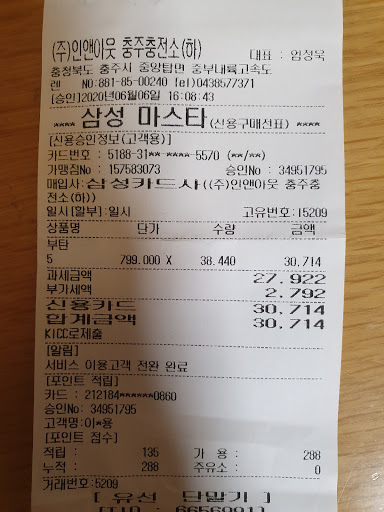 (주)인앤아웃 충주충전소(하)
대표 : 엄성욱
충청북도 충주시 중앙탑면 중부내륙고속도
렌 NO:881-85-00240 Tel)0438577371
[승인]2020년06월06일 16:08:43
**** 삼성 마스타(신용구매전표) ****
[신용승인정보(고객용)]
카드번호 : 5188-31**-****-5570 (**/**)
가맹점No : 157583073 승인No : 34951795
매입사:삼성카드사((주)인앤아웃 충주충
전소(하))
일시[할부]:일시 고유번호:15209
상품명 단가 수량 금액
부탄
5 799.000 X 38.440 30.714
과세금액 27,922
부가세액 2,792
신용카드 30,714
합계금액 30,714
KICC로제출
[알림]
서비스 이용고객 전환 완료
[포인트 적립]
카드 : 212184******0860
승인No: 34951795
고객명:이*용
[포인트 점수]
적립 : 135 가 용 : 288
누적 : 288 주유소 : 0
거래번호:5209
[ 유선 단말기 ]